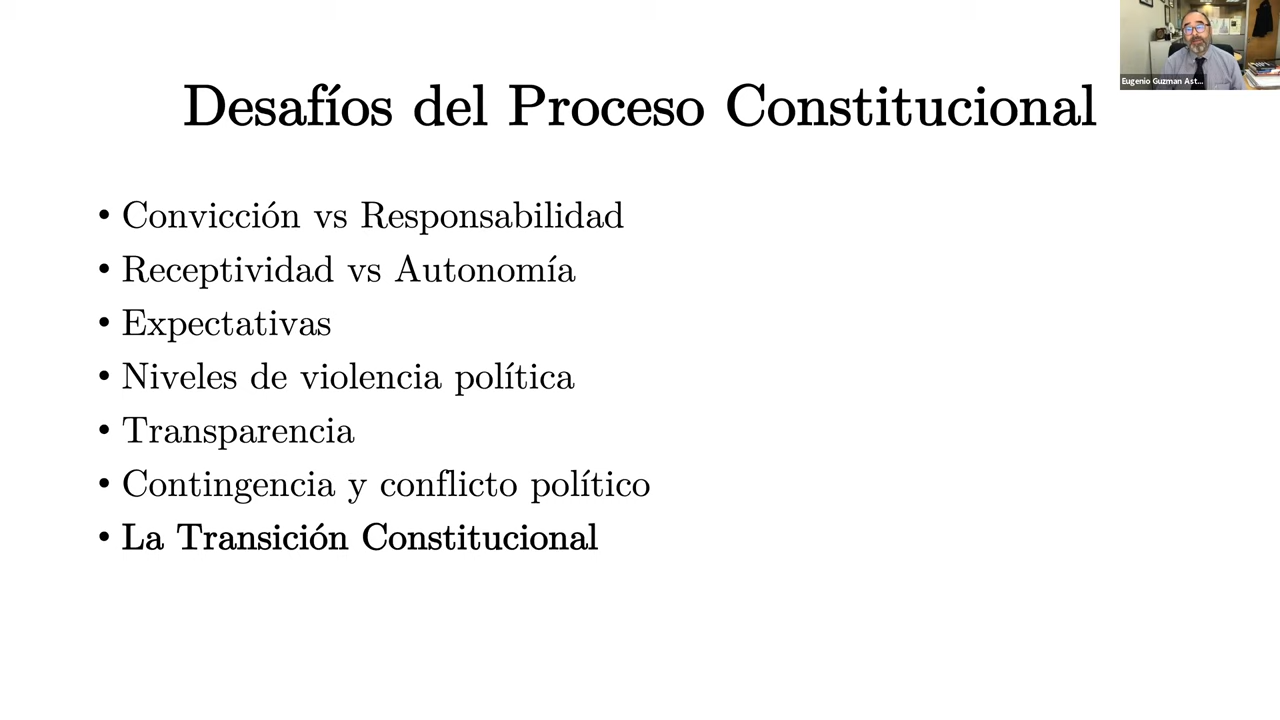 Eugenio Guzman Ast...
Desafíos del Proceso Constitucional
• Convicción vs Responsabilidad
• Receptividad vs Autonomía
• Expectativas
• Niveles de violencia política
• Transparencia
• Contingencia y conflicto político
• La Transición Constitucional